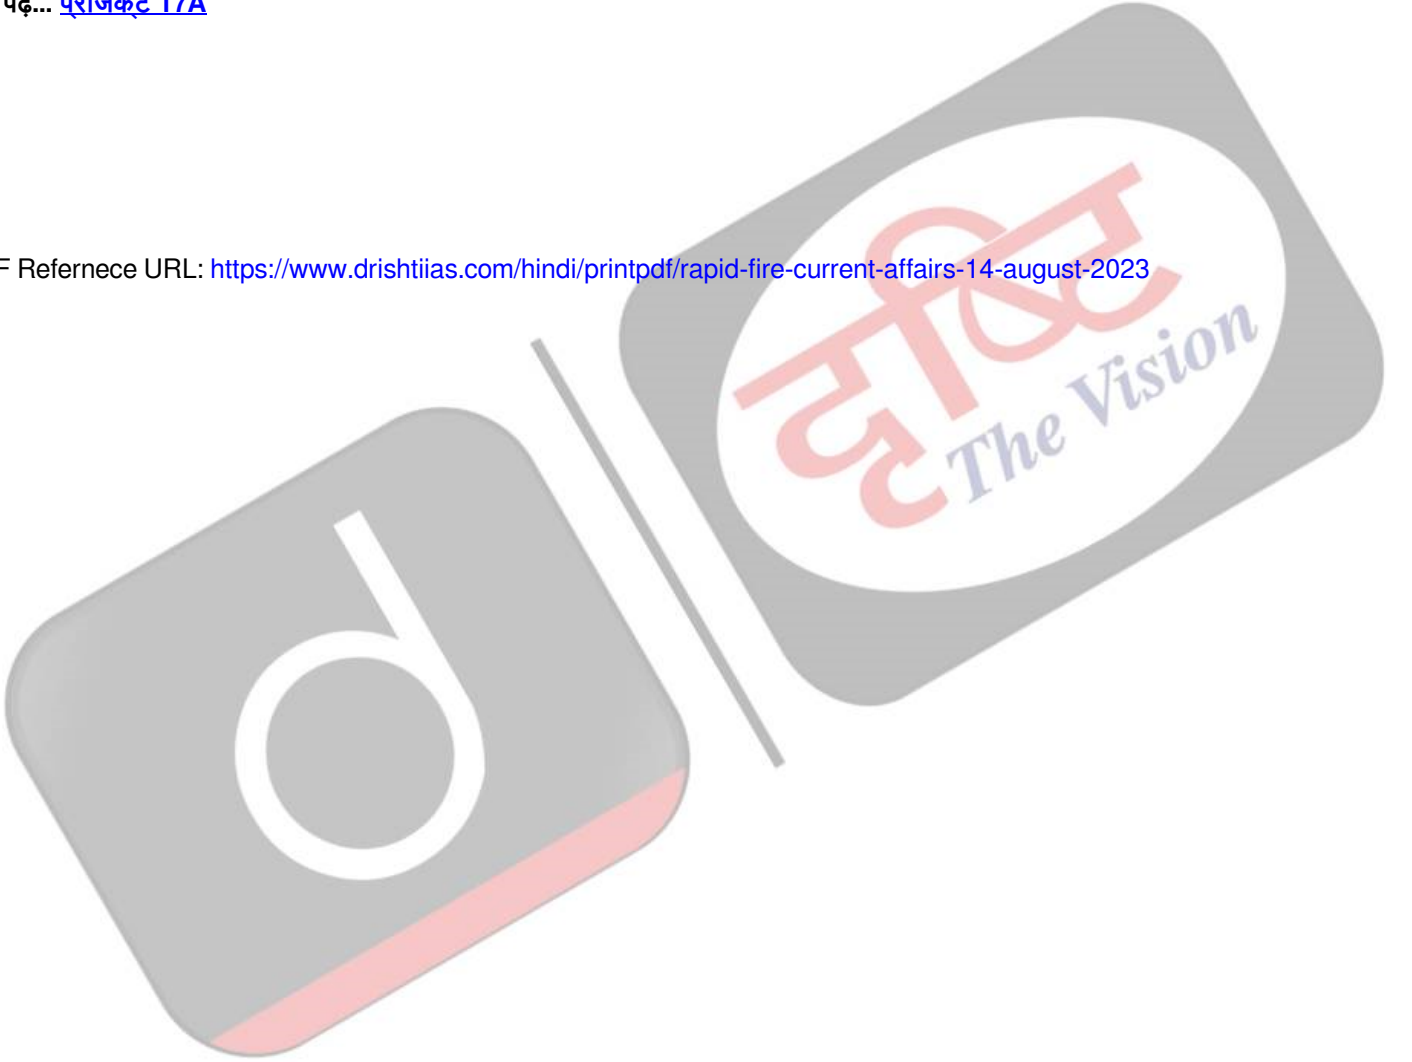 पढ़ें... प्रोजेक्ट 17A
F Refernece URL: https://www.drishtiias.com/hindi/printpdf/rapid-fire-current-affairs-14-august-2023
दृष्टि
The Vision
d